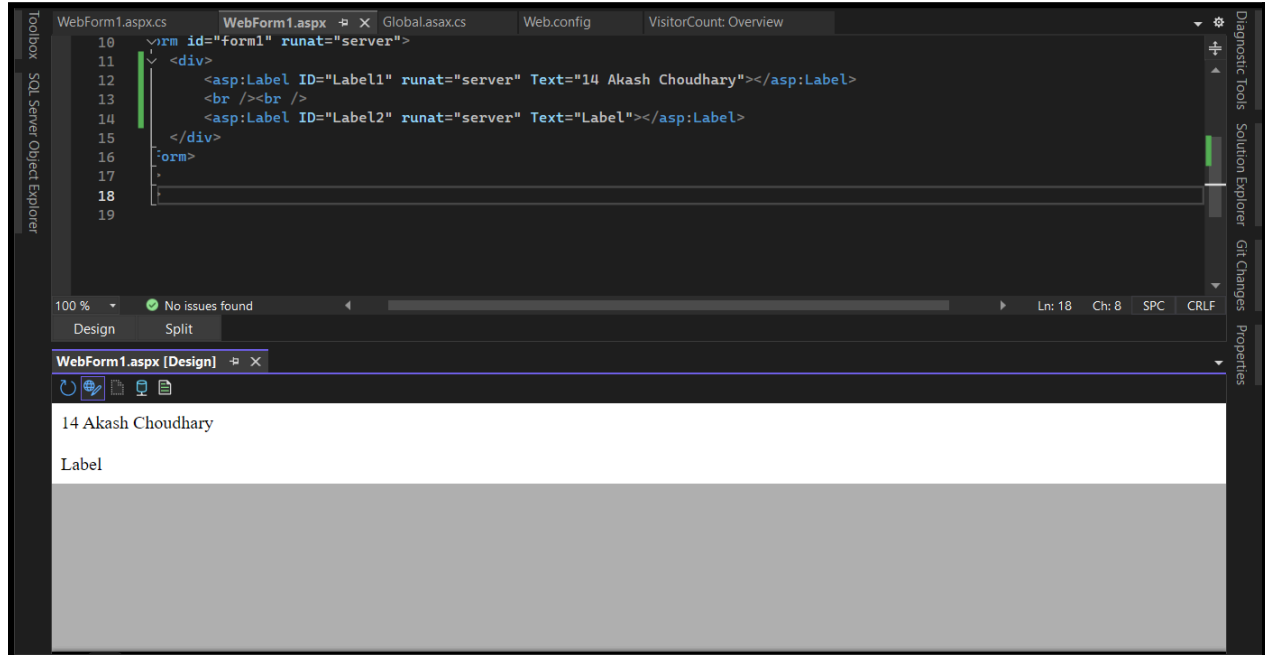 Toolbox
SQL Server Object Explorer
WebForm1.aspx.cs
WebForm1.aspx
Global.asax.cs
Web.config
VisitorCount: Overview
10 rm id="form1" runat="server">
11 <div>
12 <asp:Label ID="Label1" runat="server" Text="14 Akash Choudhary"></asp:Label>
13 <br /><br />
14 <asp:Label ID="Label2" runat="server" Text="Label"></asp:Label>
15 </div>
16 orm>
17
18
19
100 % No issues found Ln: 18 Ch: 8 SPC CRLF
Design Split
WebForm1.aspx [Design]
14 Akash Choudhary
Label
Diagnostic Tools
Solution Explorer
Git Changes
Properties